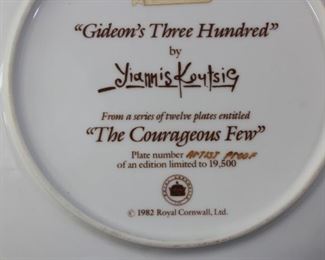 "Gideon's Three Hundred"
by
Yiannis Koutsis
From a series of twelve plates entitled
"The Courageous Few"
Plate number ARTIST PROOF
of an edition limited to 19,500
© 1982 Royal Cornwall, Ltd.